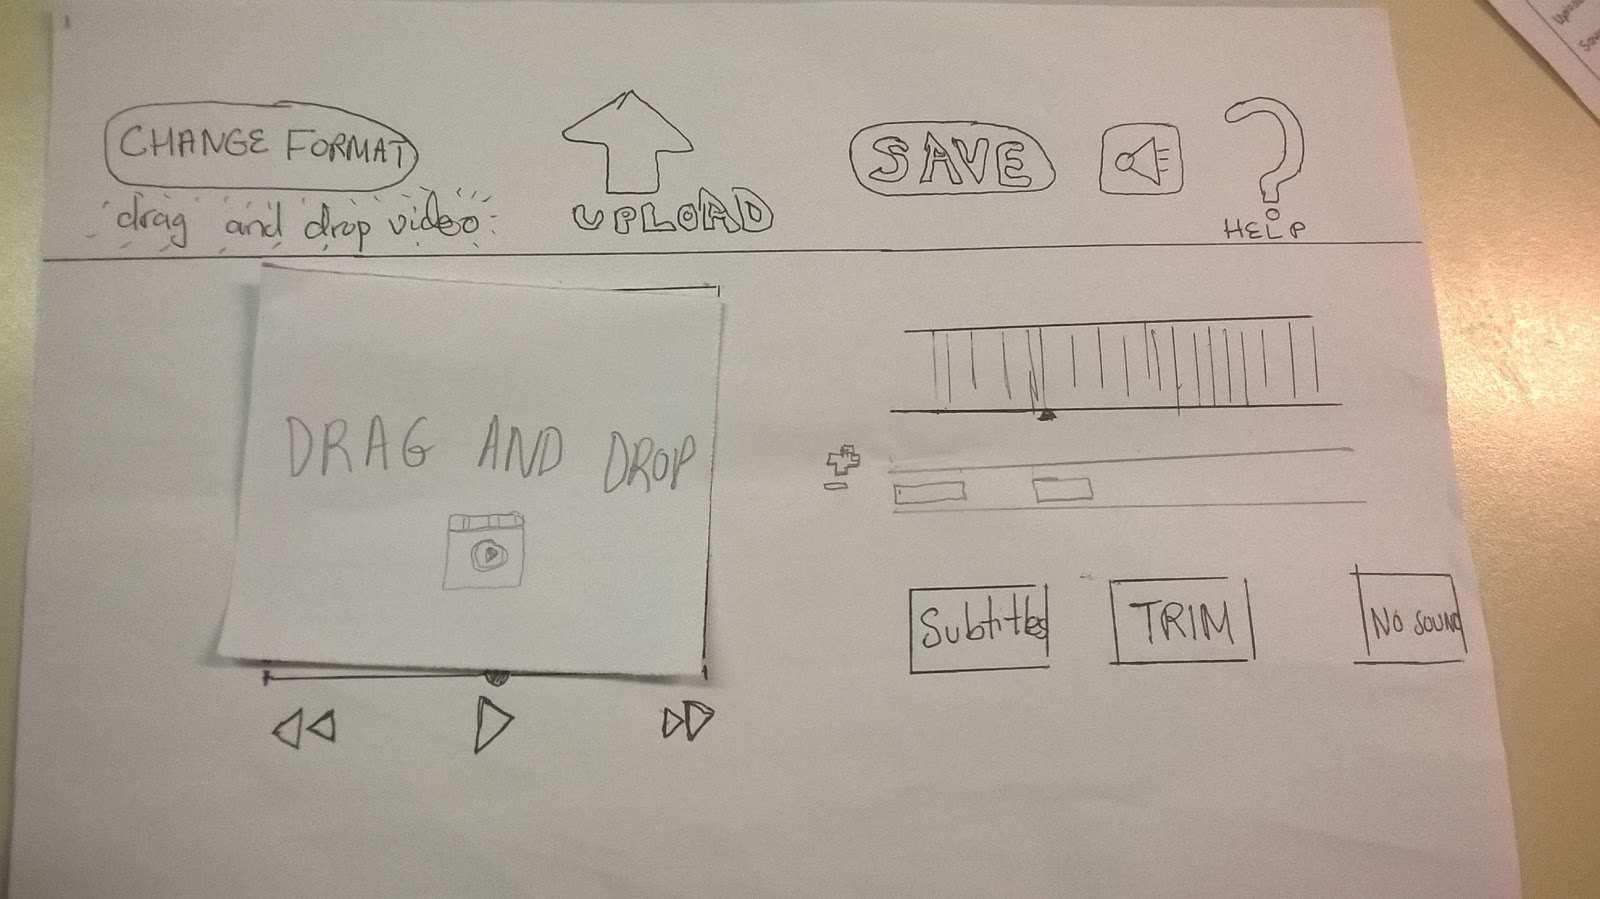 CHANGE FORMAT
drag and drop video
UPLOAD
SAVE
HELP
DRAG AND DROP
Subtitles
TRIM
NO SOUND